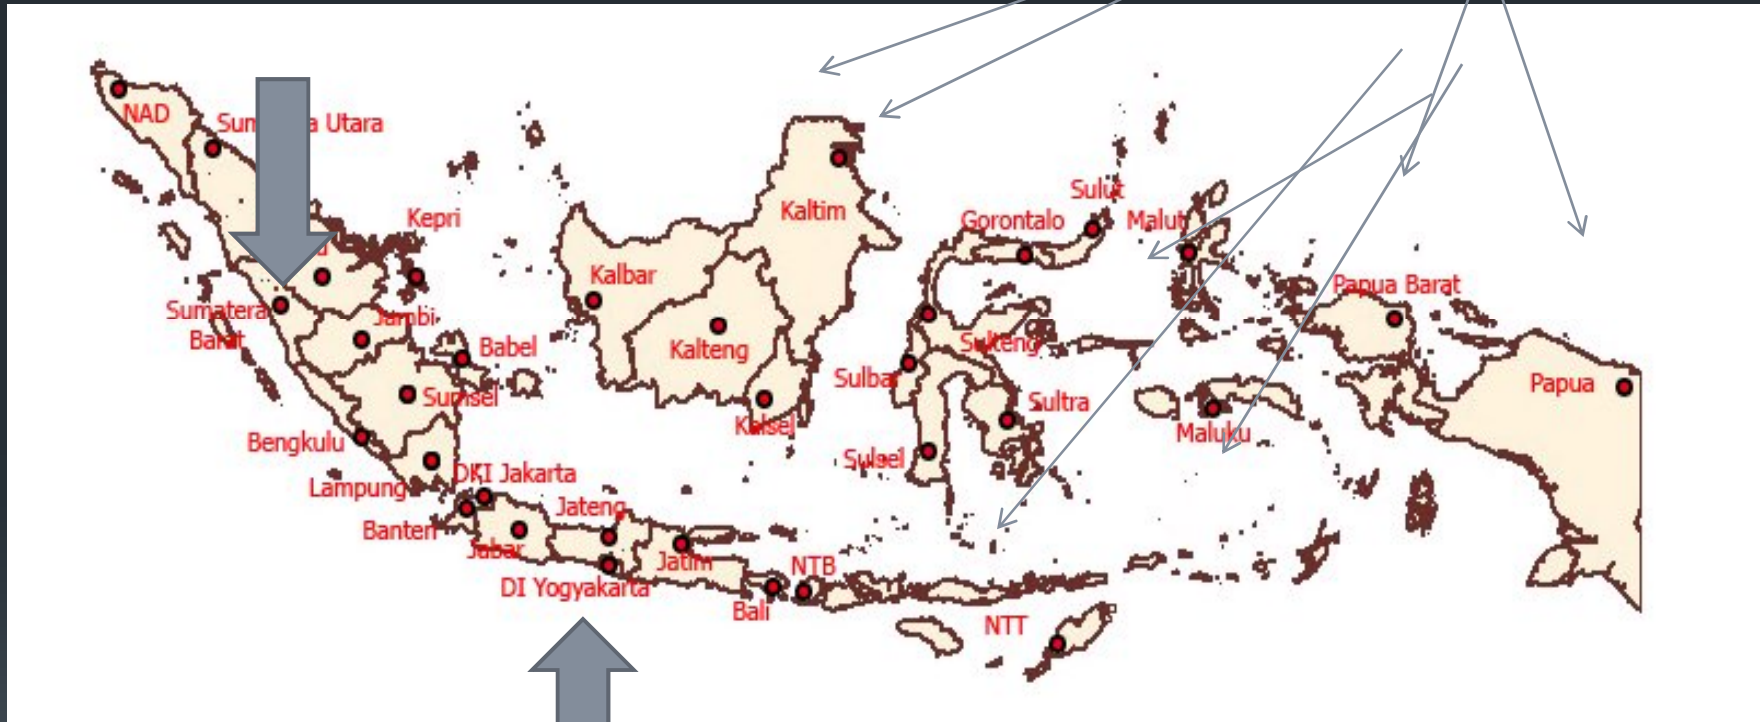 NAD
Sum a Utara
Kepri
Sumatera
Barat
Jambi
Babel
Sumsel
Bengkulu
Lampung
DKI Jakarta
Banten
Jabar
Jateng
DI Yogyakarta
Jatim
Bali
NTB
NTT
Kalbar
Kalteng
Kaltim
Kalsel
Gorontalo
Sulut
Malut
Sulteng
Sulbar
Sultra
Sulsel
Maluku
Papua Barat
Papua